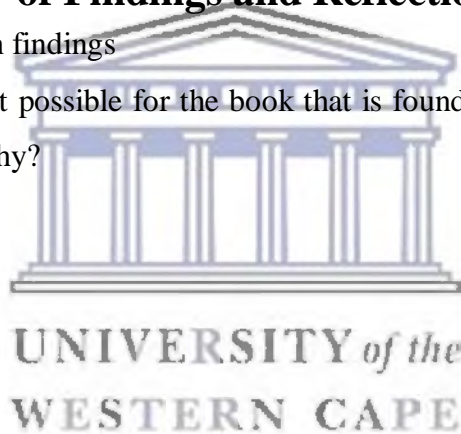 of Findings and Reflectio
n findings
t possible for the book that is found
hy?
UNIVERSITY of the
WESTERN CAPE